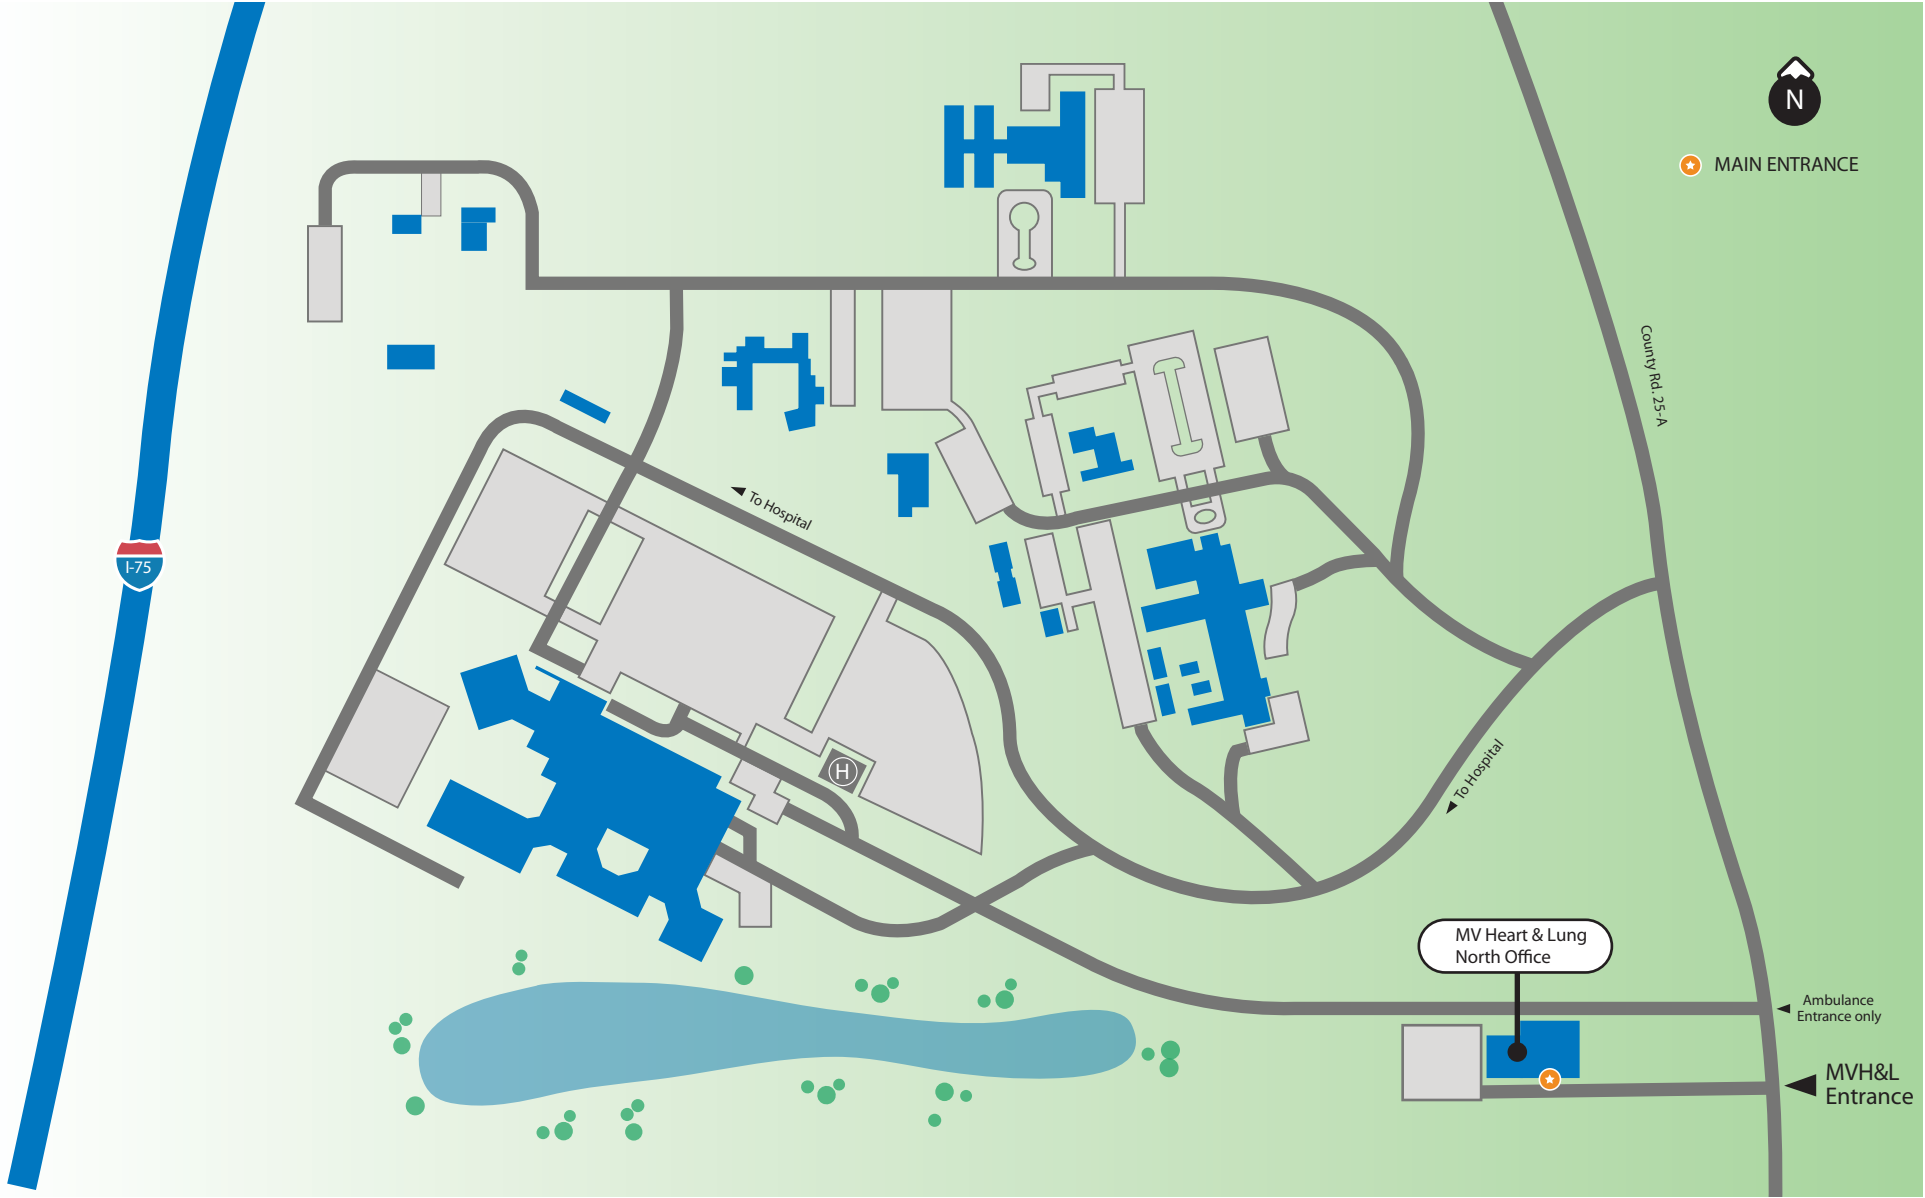 N
MAIN ENTRANCE
County Rd. 25-A
To Hospital
I-75
To Hospital
H
MV Heart & Lung
North Office
Ambulance
Entrance only
MVH&L
Entrance